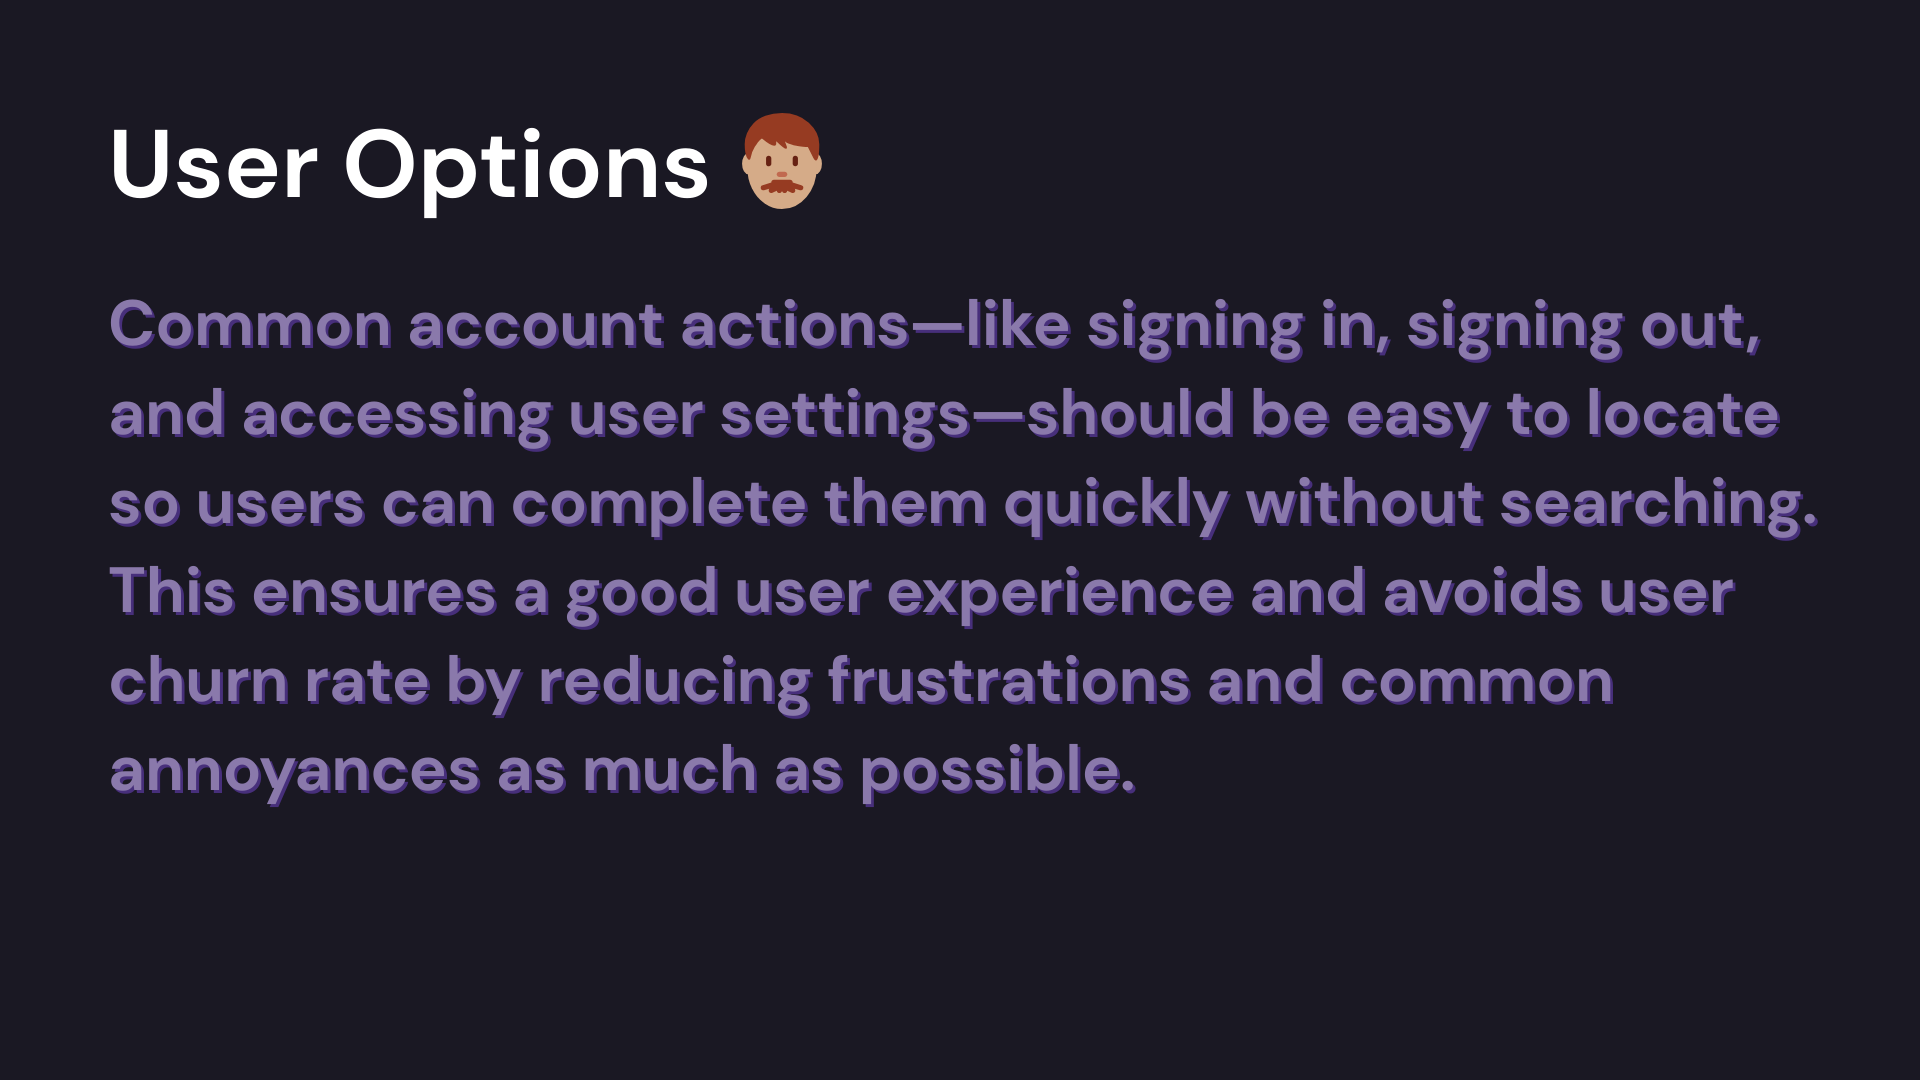 User Options
Common account actions—like signing in, signing out,
and accessing user settings—should be easy to locate
so users can complete them quickly without searching.
This ensures a good user experience and avoids user
churn rate by reducing frustrations and common
annoyances as much as possible.